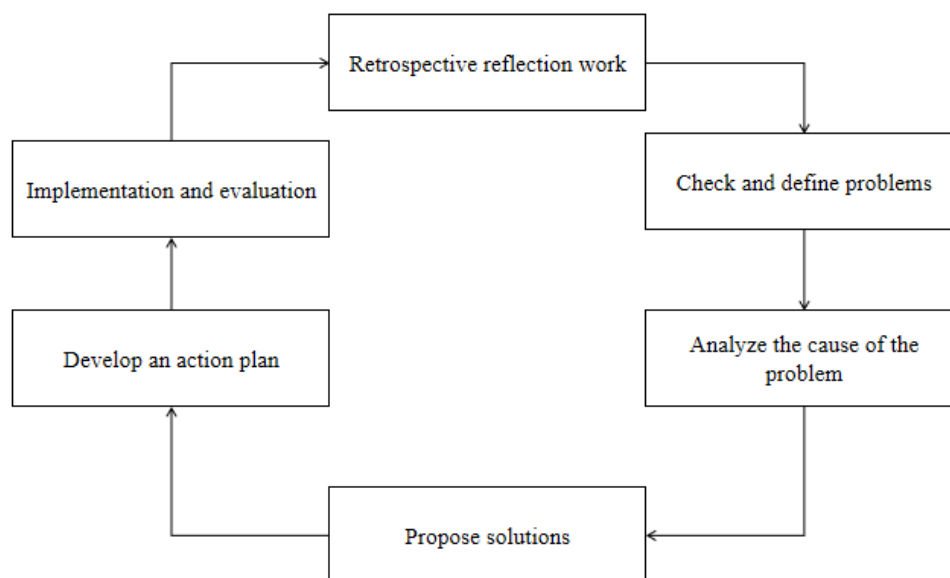 Retrospective reflection work
Check and define problems
Analyze the cause of the
problem
Propose solutions
Develop an action plan
Implementation and evaluation